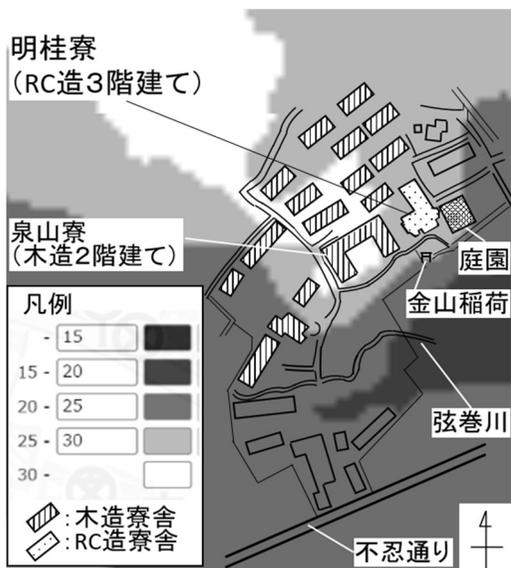 明桂寮
（RC造３階建て）
泉山寮
（木造２階建て）
庭園
金山稲荷
弦巻川
不忍通り
凡例
- 15
15 - 20
20 - 25
25 - 30
30 -
：木造寮舎
：RC造寮舎
4